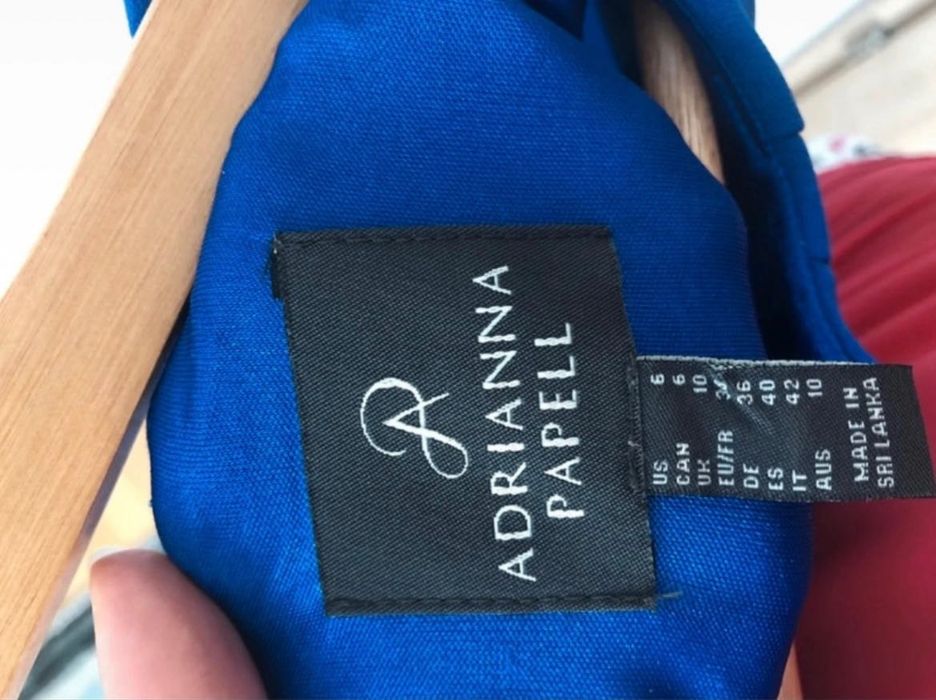 ADRIANNA
PAPELL
US 6
CAN 6
UK 10
EU/FR
DE 36
ES 40
IT 42
AUS 10
MADE IN
SRI LANKA